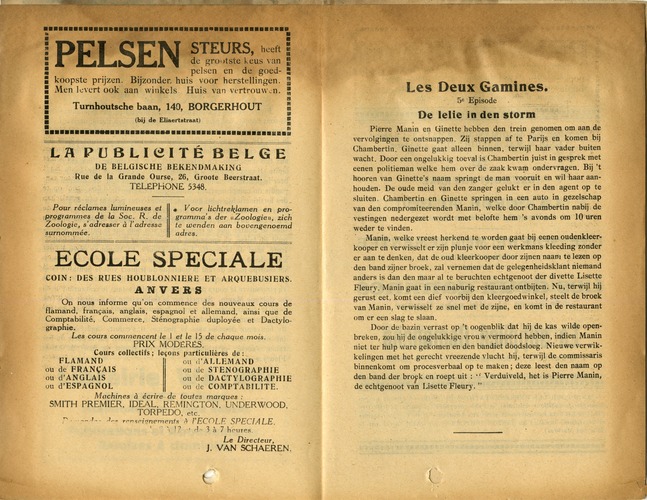 PELSEN STEURS, heeft
de grootste keus van
pelsen en de goed-
koopste prijzen. Bijzonder huis voor herstellingen.
Men levert ook aan winkels Huis van vertrouwen.
Turnhoutsche baan, 140, BORGERHOUT
(bij de Eliaertstraat)
LA PUBLICITÉ BELGE
DE BELGISCHE BEKENDMAKING
Rue de la Grande Ourse, 26, Groote Beerstraat.
TELEPHONE 5348.
Pour réclames lumineuses et
programmes de la Soc. R. de
Zoologie, s'adresser à l'adresse
surnommée.
Voor lichtreklamen en pro-
gramma's der «Zoologie», zich
te wenden aan bovengenoemd
adres.
ECOLE SPECIALE
COIN: DES RUES HOUBLONNIERE ET ARQUEBUSIERS.
ANVERS
On nous informe qu'on commence des nouveaux cours de
flamand, français, anglais, espagnol et allemand, ainsi que de
Comptabilité, Commerce, Sténographie duployée et Dactylo-
graphie.
Les cours commencent le 1 et le 15 de chaque mois.
PRIX MODERES.
Cours collectifs; leçons particulières de:
FLAMAND
ou de FRANÇAIS
ou d'ANGLAIS
ou d'ESPAGNOL
ou d'ALLEMAND
ou de STENOGRAPHIE
ou de DACTYLOGRAPHIE
ou de COMPTABILITE.
Machines à écrire de toutes marques:
SMITH PREMIER, IDEAL, REMINGTON, UNDERWOOD,
TORPEDO, etc.
renseignements à l'ECOLE SPECIALE.
12 de 3 à 7 heures.
Le Directeur,
J. VAN SCHAEREN.
Les Deux Gamines.
5e Episode
De lelie in den storm
Pierre Manin en Ginette hebben den trein genomen om aan de
vervolgingen te ontsnappen. Zij stappen af te Parijs en komen bij
Chambertin. Ginette gaat alleen binnen, terwijl haar vader buiten
wacht. Door een ongelukkig toeval is Chambertin juist in gesprek met
eenen politieman welke hem over de zaak kwam ondervragen. Bij 't
hooren van Ginette's naam springt de man vooruit en wil haar aan-
houden. De oude meid van den zanger gelukt er in den agent op te
sluiten. Chambertin en Ginette springen in een auto in gezelschap
van den compromiteerenden Manin, welke door Chambertin nabij de
vestingen nedergezet wordt met belofte hem 's avonds om 10 uren
weder te vinden.
Manin, welke vreest herkend te worden gaat bij eenen oudenkleer-
kooper en verwisselt er zijn plunje voor een werkmans kleeding zonder
er aan te denken, dat de oud kleerkooper door zijnen naam te lezen op
den band zijner broek, zal vernemen dat de gelegenheidsklant niemand
anders is dan den maar al te beruchten echtgenoot der divette Lisette
Fleury. Manin gaat in een naburig restaurant ontbijten. Nu, terwijl hij
gerust eet, komt een dief voorbij den kleergoedwinkel, steelt de broek
van Manin, verwisselt ze snel met de zijne, en komt in de restaurant
om er een slag te slaan.
Door de bazin verrast op 't oogenblik dat hij de kas wilde open-
breken, zou hij de ongelukkige vrouw vermoord hebben, indien Manin
niet ter hulp ware gekomen en den bandiet doodsloeg. Nieuwe verwik-
kelingen met het gerecht vreezende vlucht hij, terwijl de commissaris
binnenkomt om procesverbaal op te maken; deze leest den naam op
den band der broek en roept uit: "Verduiveld, het is Pierre Manin,
de echtgenoot van Lisette Fleury."